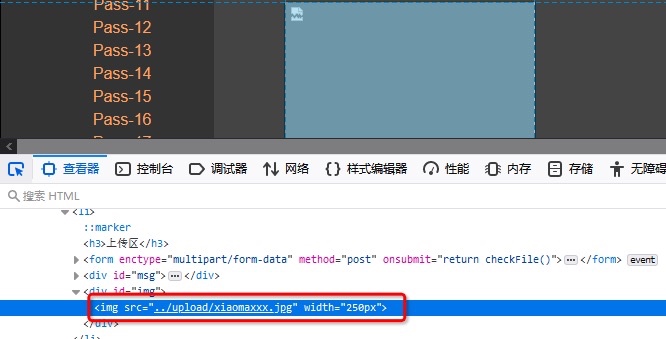 Pass-11
Pass-12
Pass-13
Pass-14
Pass-15
Pass-16
查看器 控制台 调试器 网络 {} 样式编辑器 性能 内存 存储 无障碍
搜索 HTML
<li>
::marker
<h3>上传区</h3>
<form enctype="multipart/form-data" method="post" onsubmit="return checkFile()">⋯</form> event
<div id="msg">⋯</div>
<div id="img">
<img src="../upload/xiaomaxxx.jpg" width="250px">
</div>
</li>